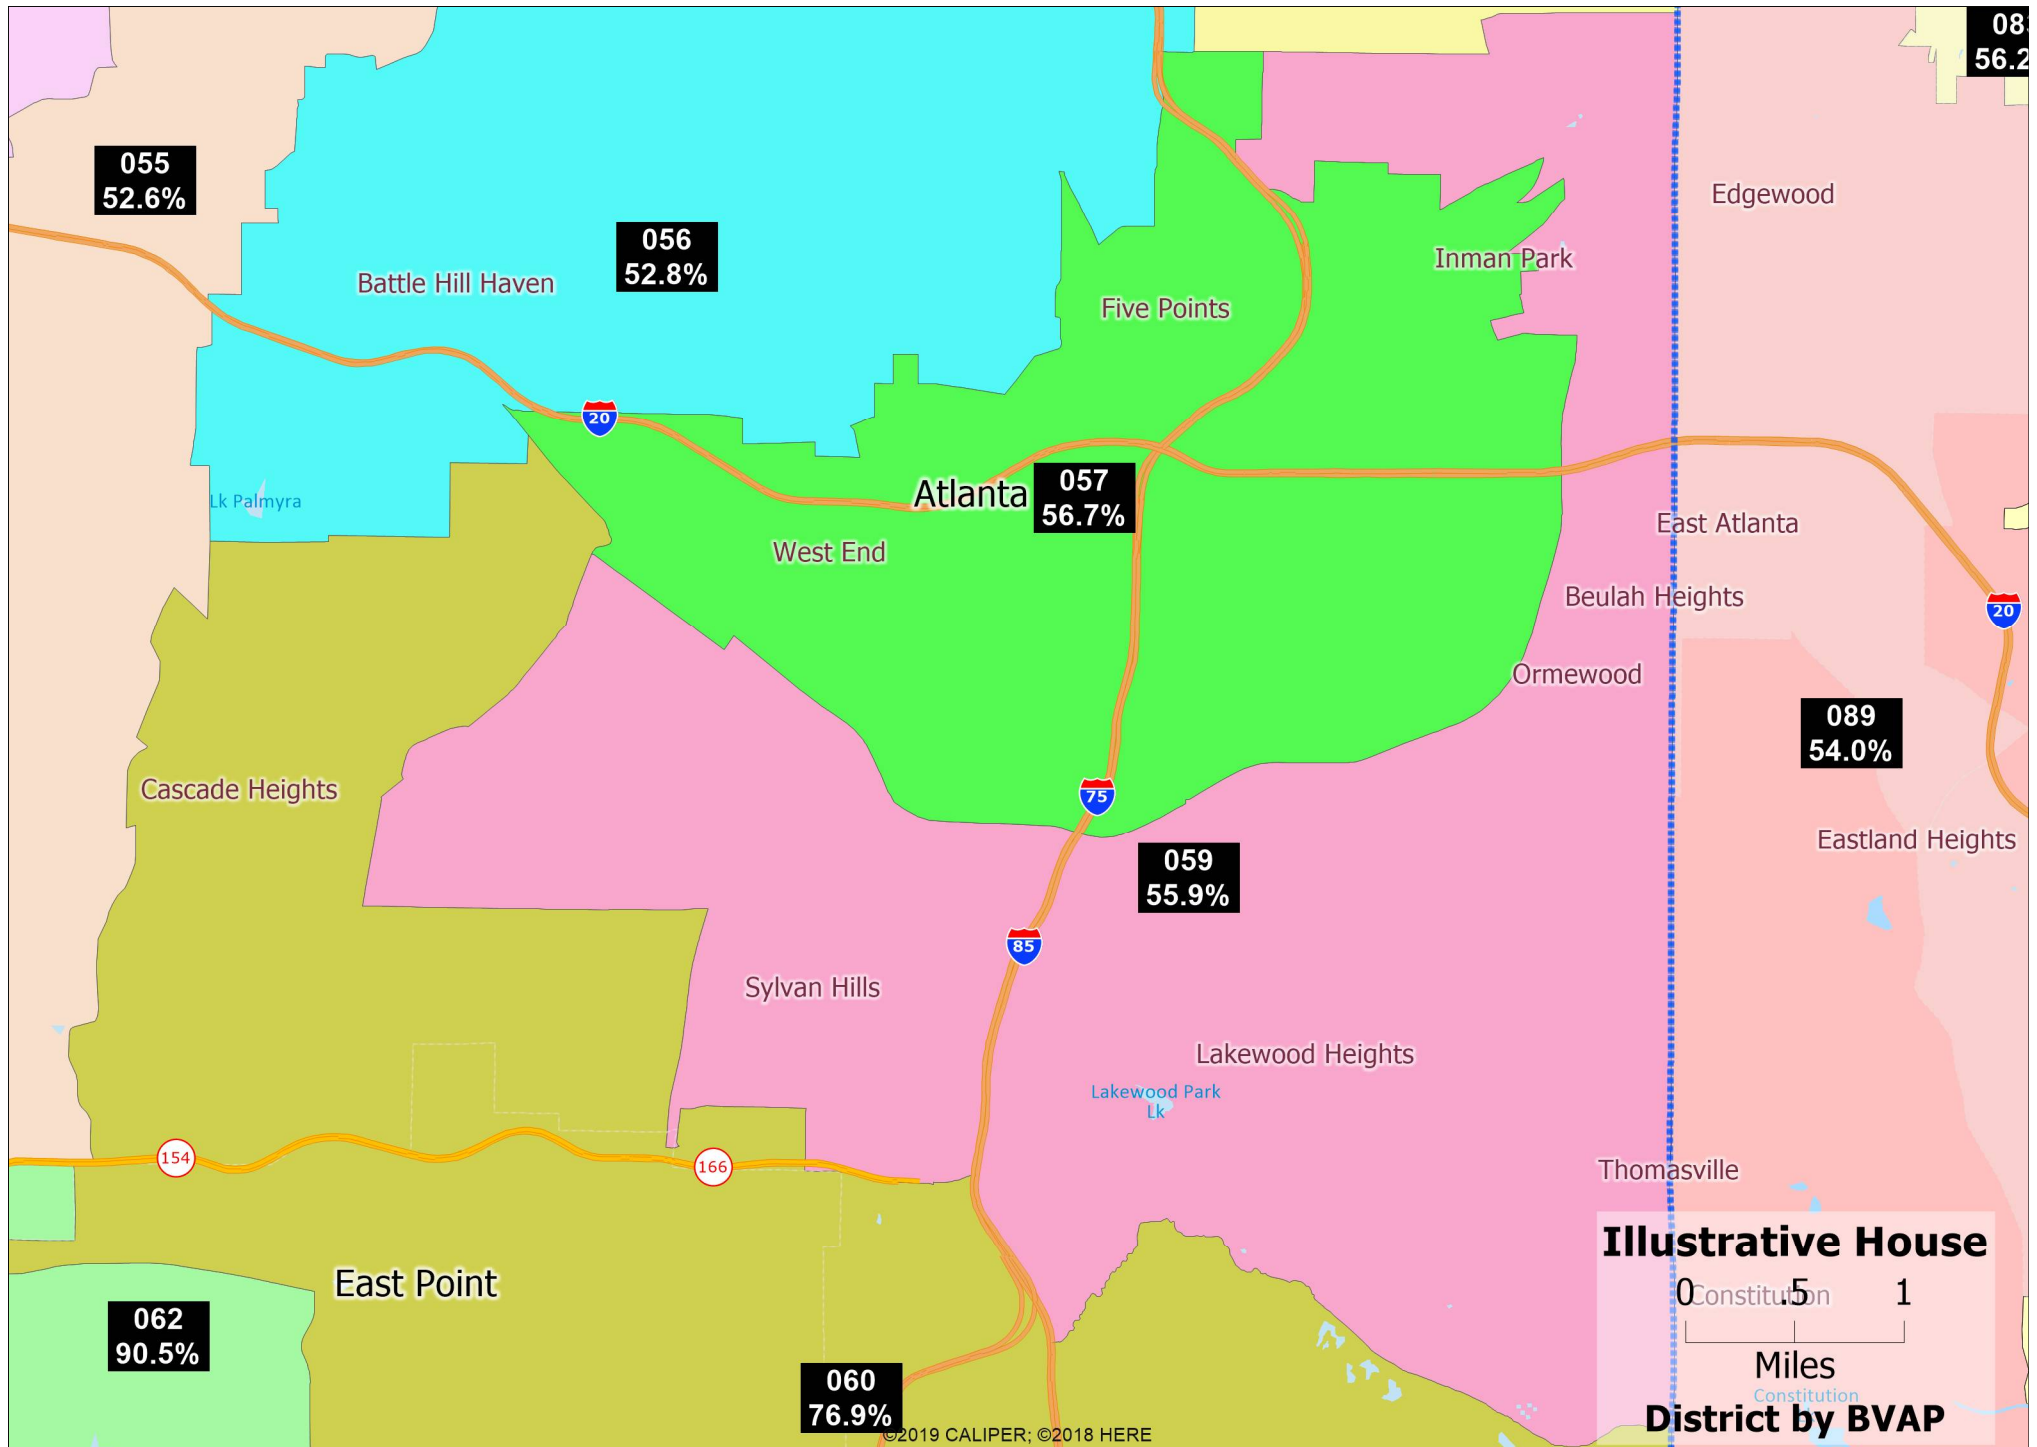 08
56.2
055
52.6%
Edgewood
056
52.8%
Inman Park
Battle Hill Haven
Five Points
20
057
56.7%
Atlanta
Lk Palmyra
East Atlanta
West End
Beulah Heights
20
Ormewood
089
54.0%
Cascade Heights
75
Eastland Heights
059
55.9%
85
Sylvan Hills
Lakewood Heights
Lakewood Park
Lk
154
166
Thomasville
Illustrative House
0 .5 1
Constitution
Miles
Constitution
District by BVAP
East Point
062
90.5%
060
76.9%
©2019 CALIPER; ©2018 HERE